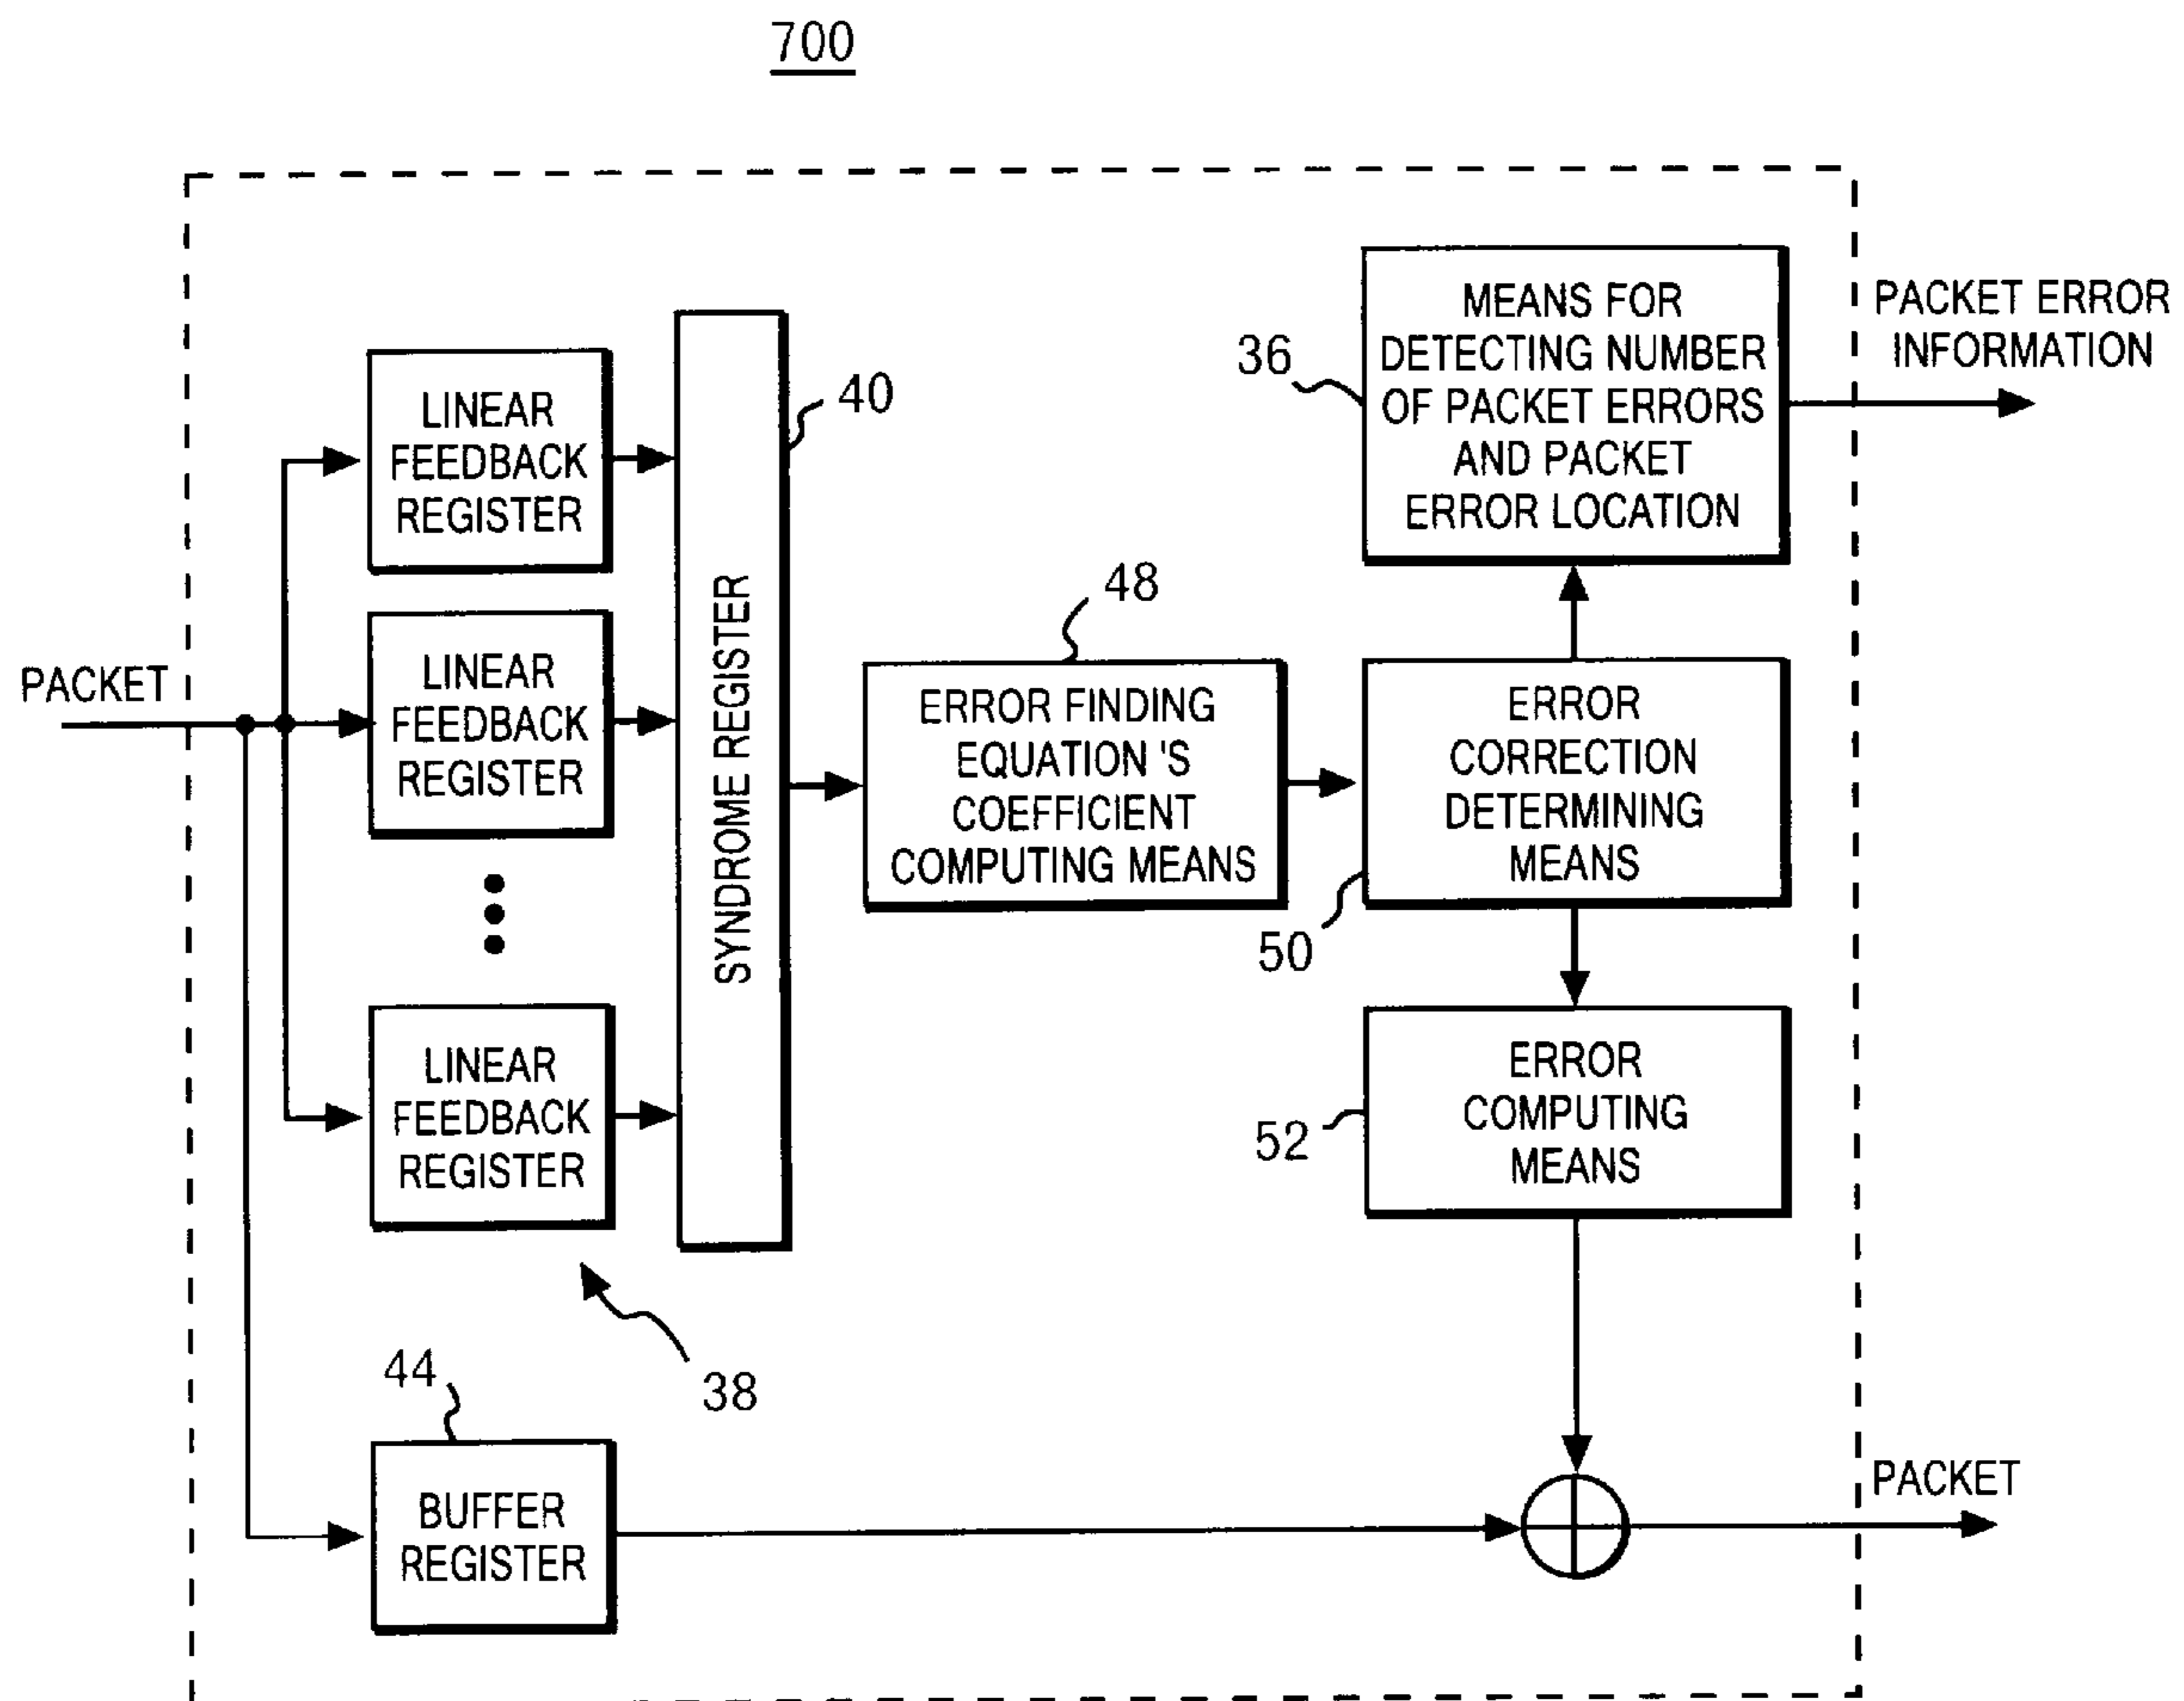 700
PACKET
LINEAR
FEEDBACK
REGISTER
LINEAR
FEEDBACK
REGISTER
LINEAR
FEEDBACK
REGISTER
38
44
BUFFER
REGISTER
SYNDROME REGISTER
40
48
ERROR FINDING
EQUATION 'S
COEFFICIENT
COMPUTING MEANS
36
MEANS FOR
DETECTING NUMBER
OF PACKET ERRORS
AND PACKET
ERROR LOCATION
PACKET ERROR
INFORMATION
ERROR
CORRECTION
DETERMINING
MEANS
50
ERROR
COMPUTING
MEANS
52
PACKET